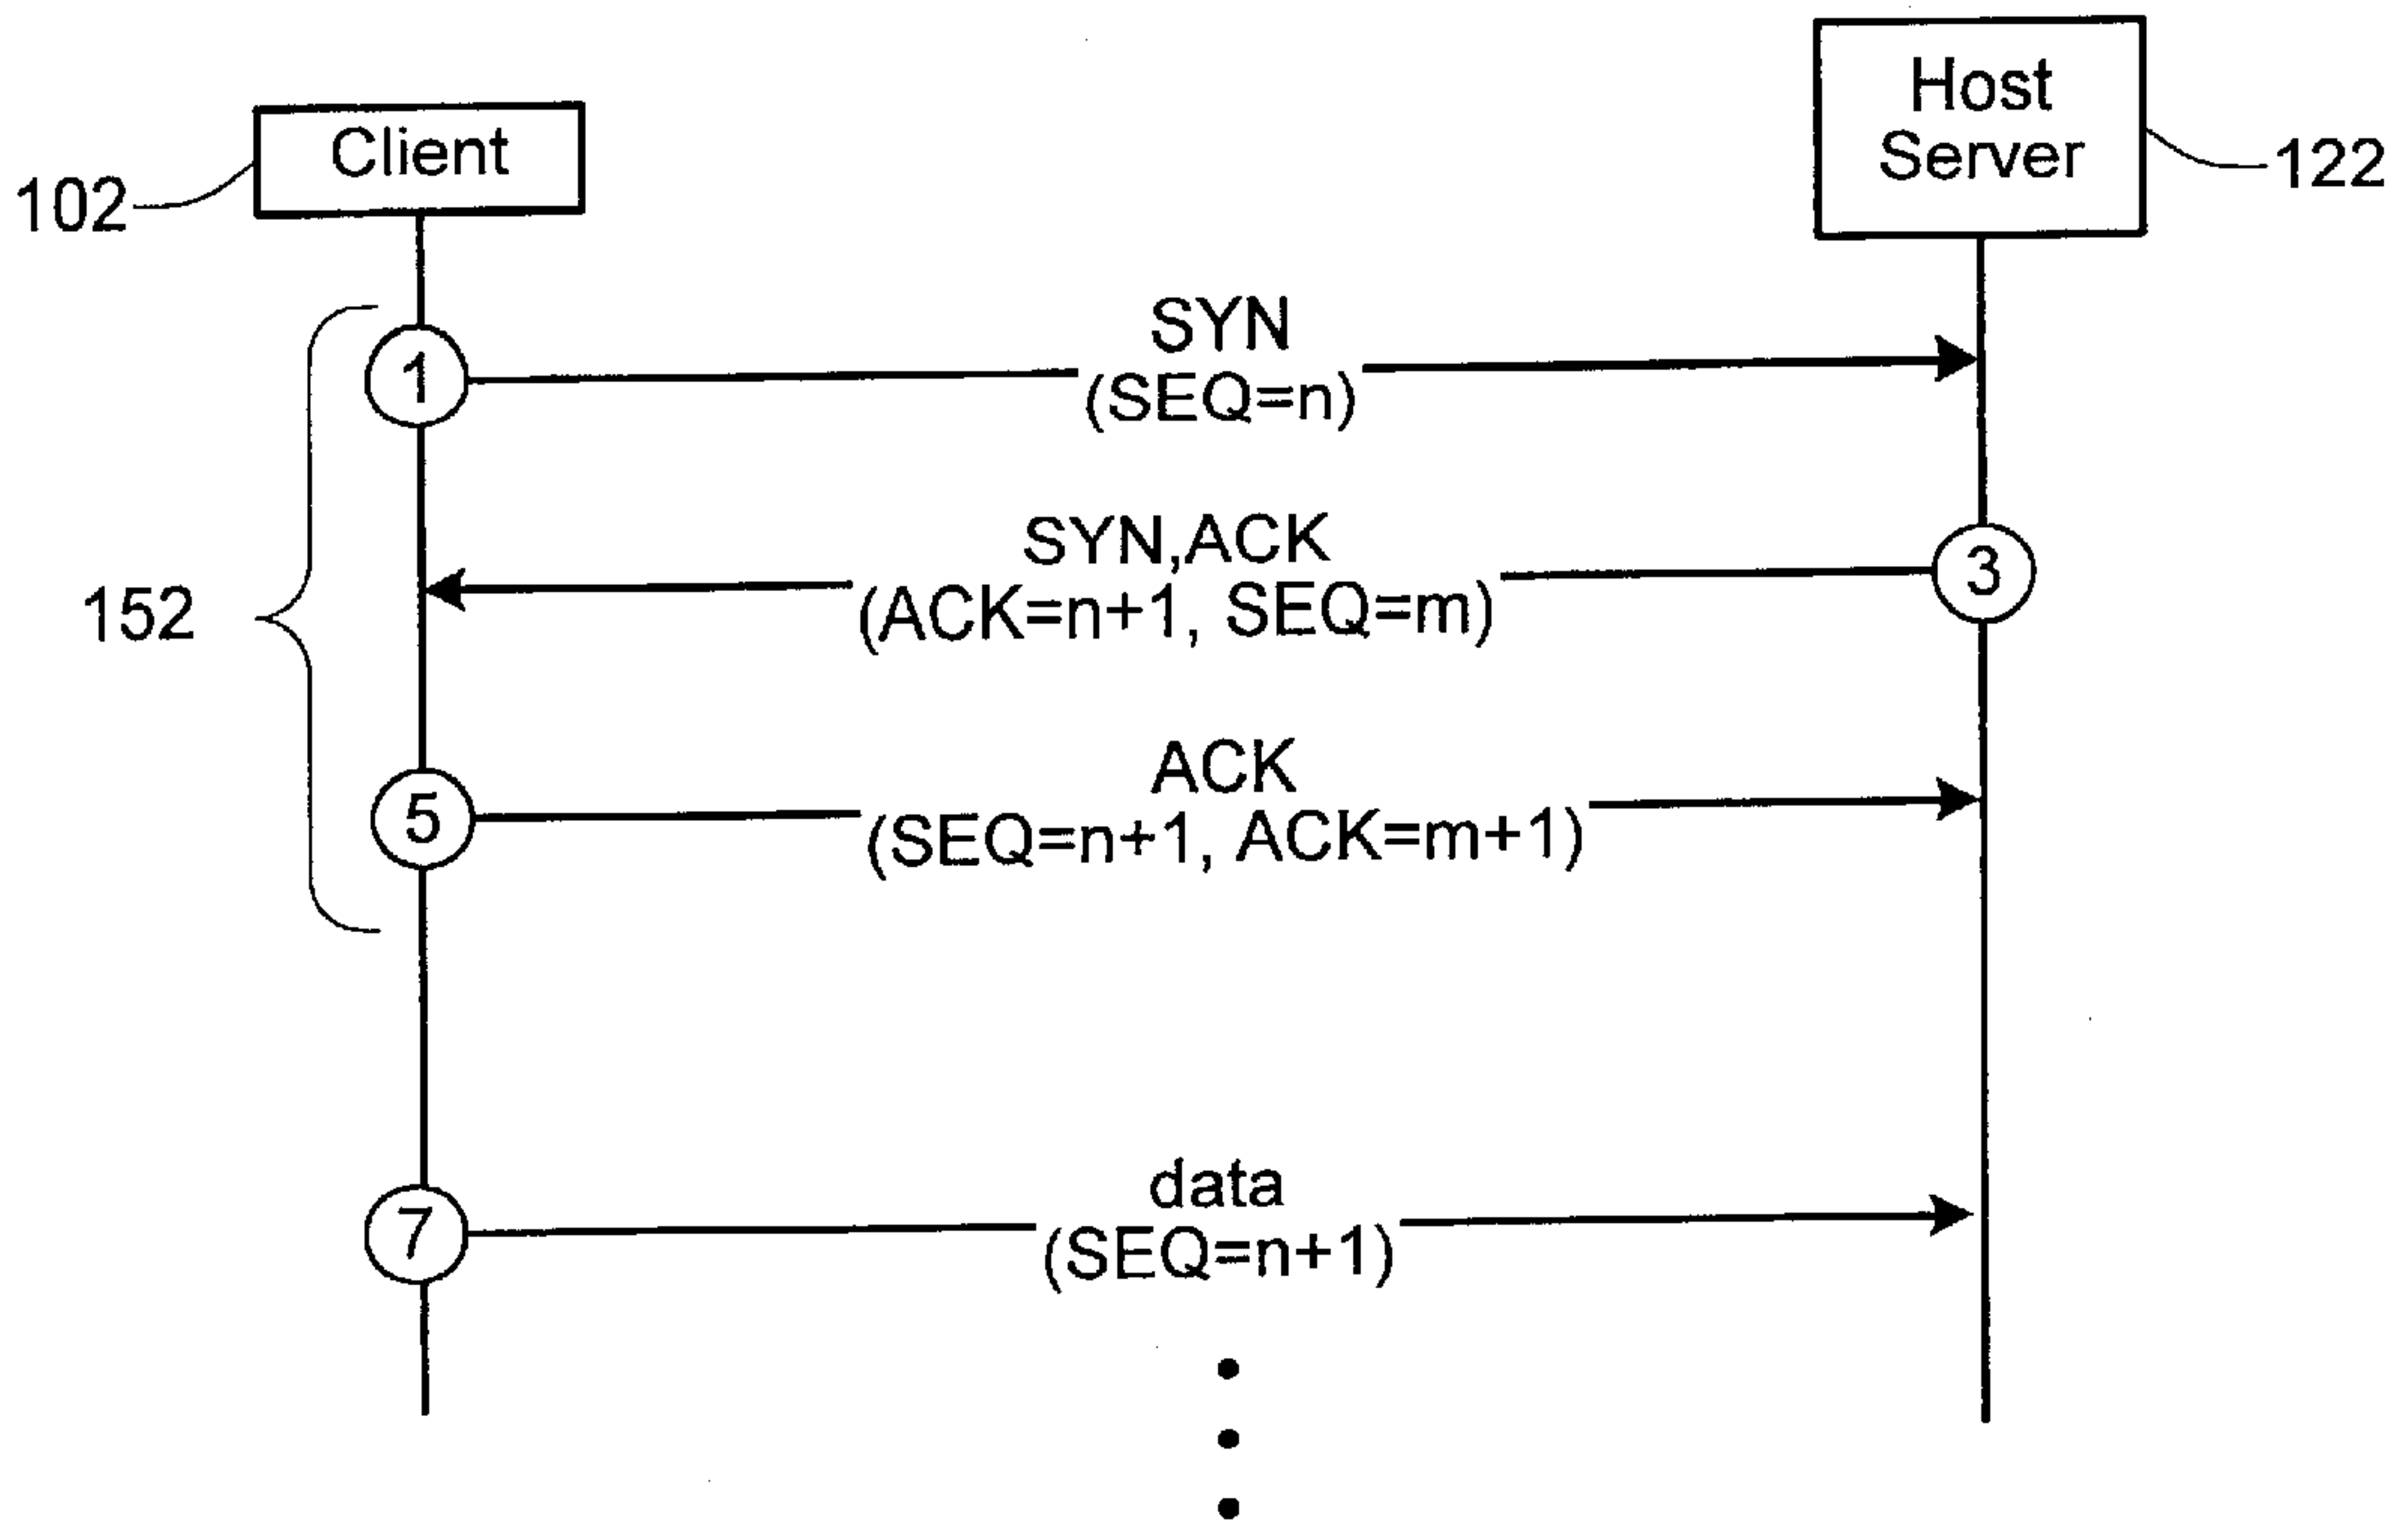 Host
Server
122
Client
102
SYN
(SEQ=n)
1
SYN,ACK
(ACK=n+1, SEQ=m)
3
152
ACK
(SEQ=n+1, ACK=m+1)
5
data
(SEQ=n+1)
7